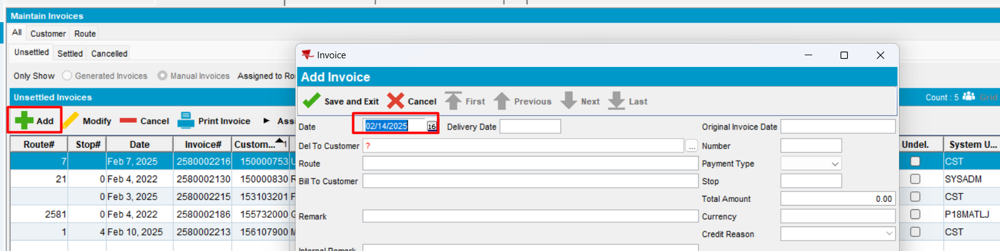 Maintain Invoices
All Customer Route
Unsettled Settled Cancelled
Only Show Generated Invoices Manual Invoices Assigned to Ro
Unsettled Invoices
Count : 5 Grid
Add Modify Cancel Print Invoice Ass
Route# Stop# Date Invoice# Custom... 1 Undel. System U...
7 Feb 7, 2025 2580002216 150000753 U CST
21 0 Feb 4, 2022 2580002130 150000830 R SYSADM
0 Feb 3, 2025 2580002215 153103201 F CST
2581 0 Feb 4, 2022 2580002186 155732000 G P18MATLJ
1 4 Feb 10, 2025 2580002213 156107900 M CST
Invoice
Add Invoice
Save and Exit Cancel First Previous Next Last
Date 02/14/2025 16 Delivery Date Original Invoice Date
Del To Customer ? ... Number
Route Payment Type
Bill To Customer Stop
Total Amount 0.00
Remark Currency
Credit Reason
Internal Remark